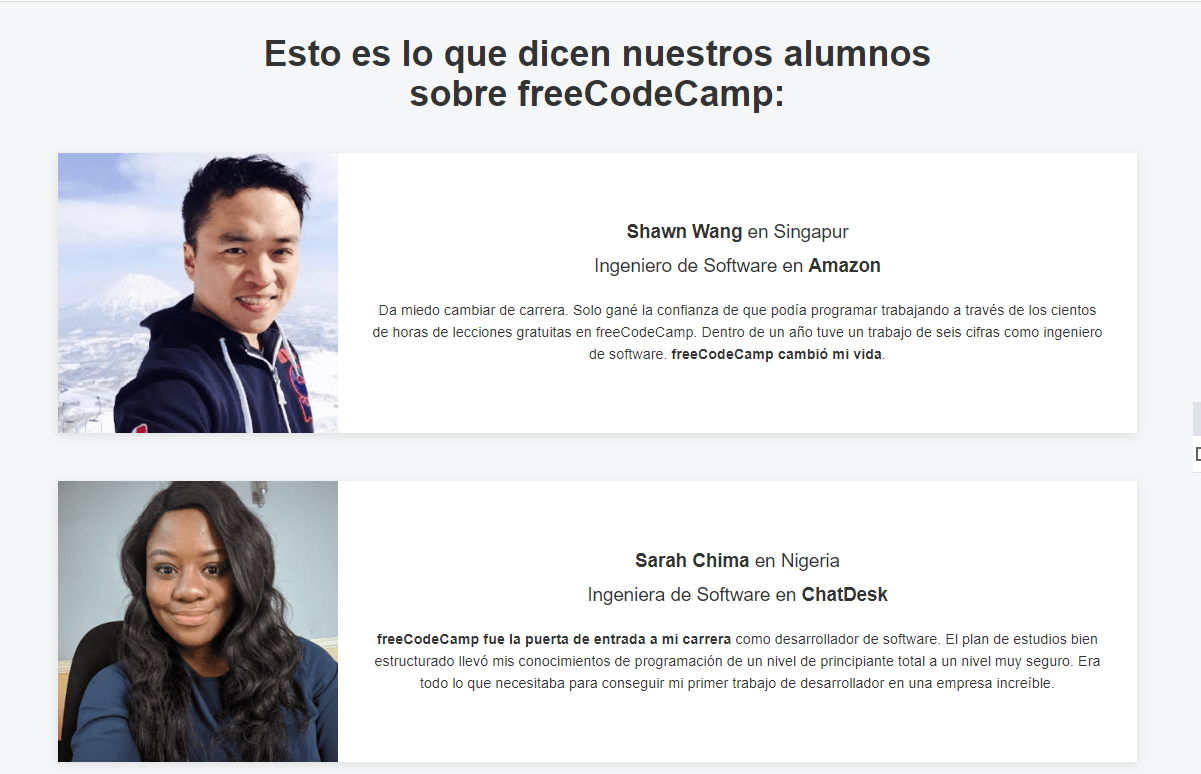 Esto es lo que dicen nuestros alumnos
sobre freeCodeCamp:
Shawn Wang en Singapur
Ingeniero de Software en Amazon
Da miedo cambiar de carrera. Solo gané la confianza de que podía programar trabajando a través de los cientos
de horas de lecciones gratuitas en freeCodeCamp. Dentro de un año tuve un trabajo de seis cifras como ingeniero
de software. freeCodeCamp cambió mi vida.
Sarah Chima en Nigeria
Ingeniera de Software en ChatDesk
freeCodeCamp fue la puerta de entrada a mi carrera como desarrollador de software. El plan de estudios bien
estructurado llevó mis conocimientos de programación de un nivel de principiante total a un nivel muy seguro. Era
todo lo que necesitaba para conseguir mi primer trabajo de desarrollador en una empresa increíble.